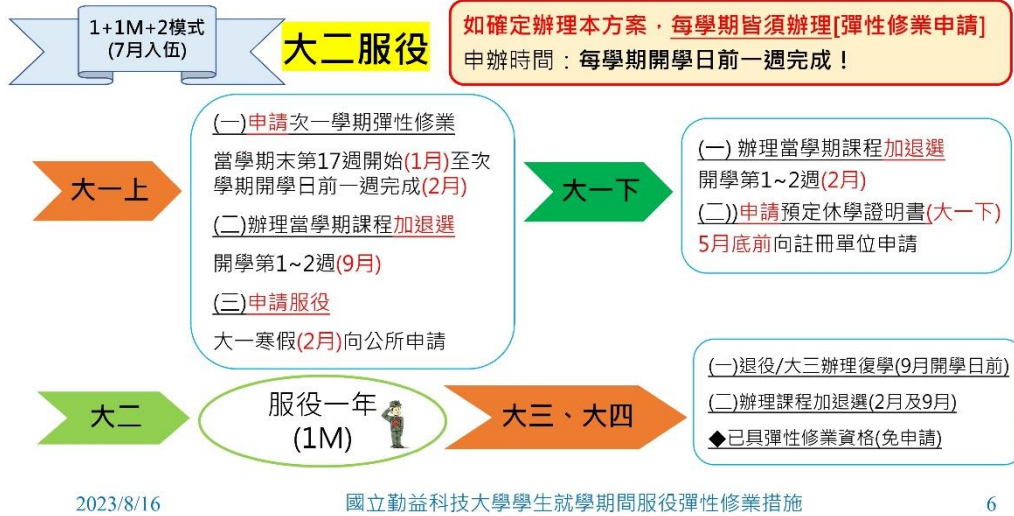 1+1M+2模式
(7月入伍)
大二服役
如確定辦理本方案，每學期皆須辦理[彈性修業申請]
申辦時間：每學期開學日前一週完成！
大一上
(一)申請次一學期彈性修業
當學期末第17週開始(1月)至次
學期開學日前一週完成(2月)
(二)辦理當學期課程加退選
開學第1~2週(9月)
(三)申請服役
大一寒假(2月)向公所申請
大一下
(一) 辦理當學期課程加退選
開學第1~2週(2月)
(二))申請預定休學證明書(大一下)
5月底前向註冊單位申請
大二
服役一年
(1M)
大三、大四
(一)退役/大三辦理復學(9月開學日前)
(二)辦理課程加退選(2月及9月)
◆已具彈性修業資格(免申請)
2023/8/16
國立勤益科技大學學生就學期間服役彈性修業措施
6